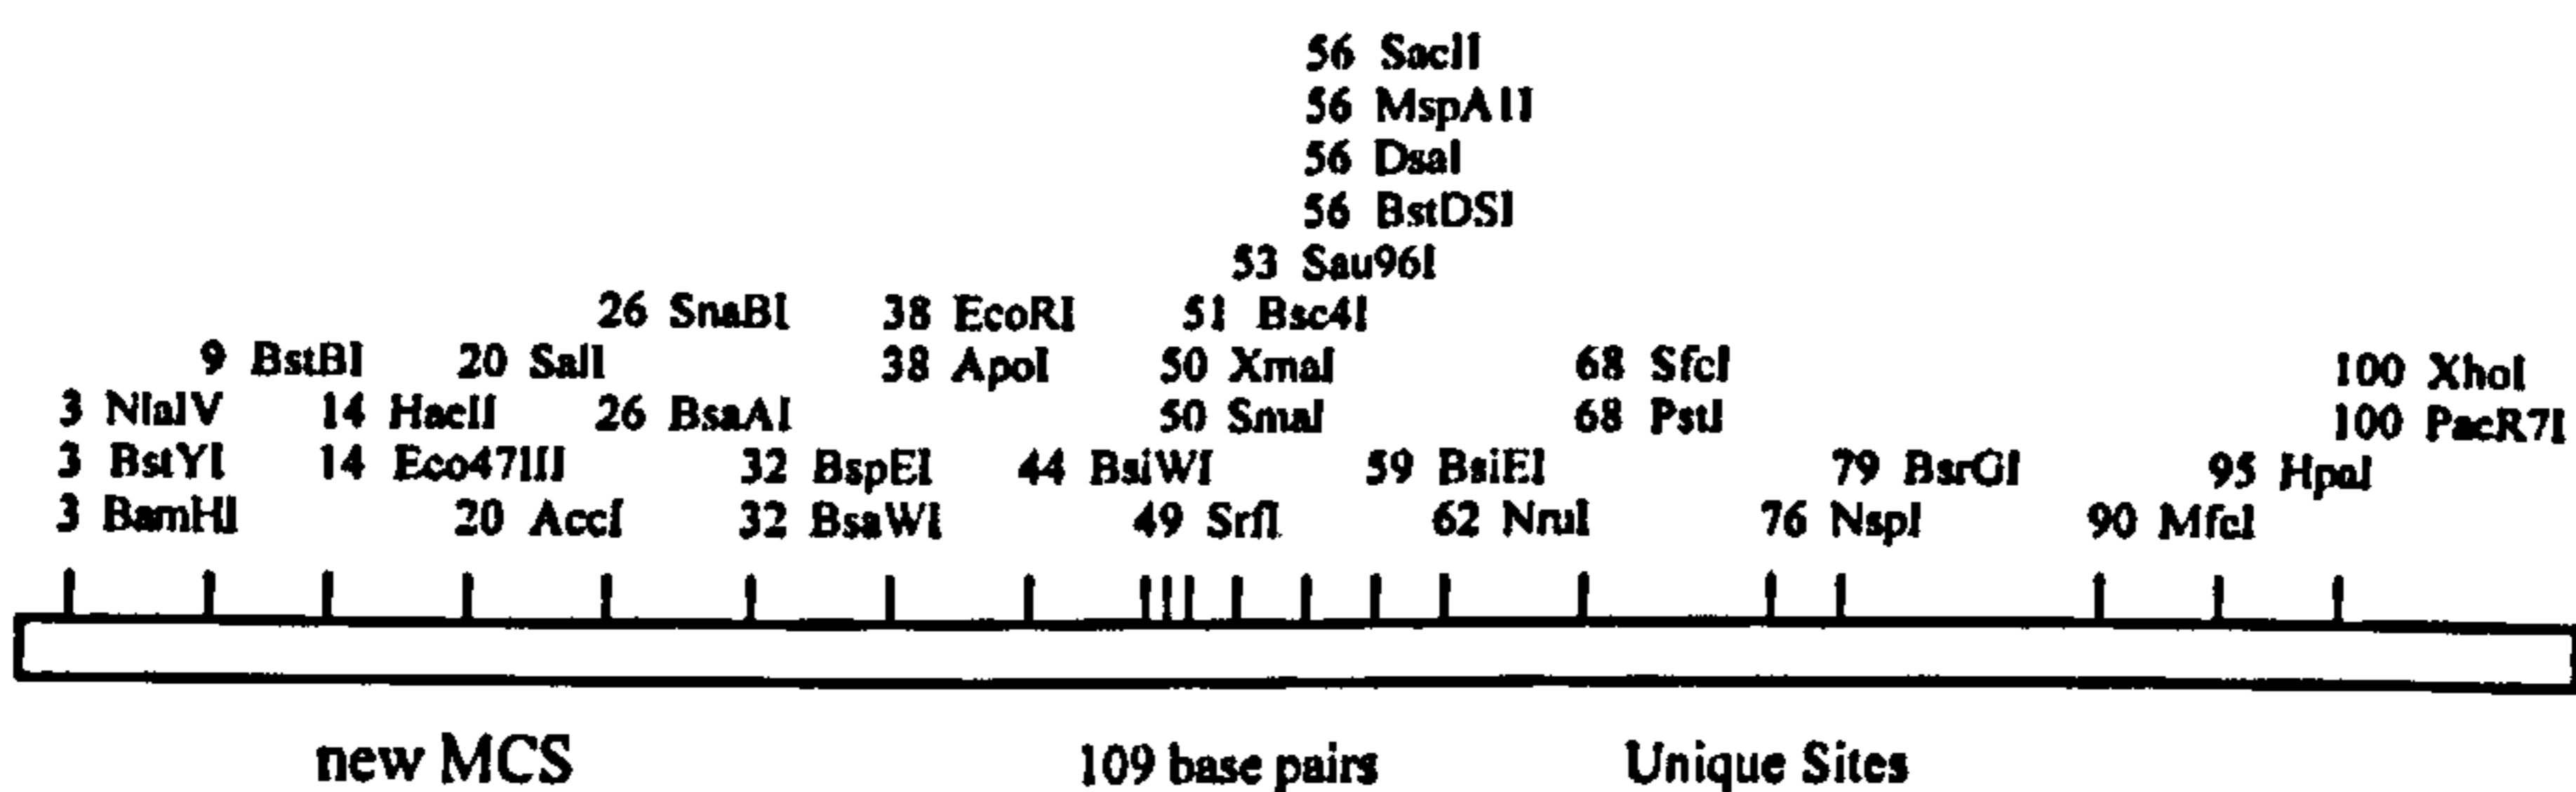 56 SacII
56 MspA1I
56 DsaI
56 BstDSI
53 Sau96I
26 SnaBI 38 EcoRI 51 Bsc4I
9 BstBI 20 SalI 38 ApoI 50 XmaI 68 SfcI 100 XhoI
3 NlaIV 14 HaeII 26 BsaAI 50 SmaI 68 PstI 100 PaeR7I
3 BstYI 14 Eco47III 32 BspEI 44 BsiWI 59 BsiEI 79 BsrGI 95 HpaI
3 BamHI 20 AccI 32 BsaWI 49 SrfI 62 NruI 76 NspI 90 MfeI
new MCS 109 base pairs Unique Sites